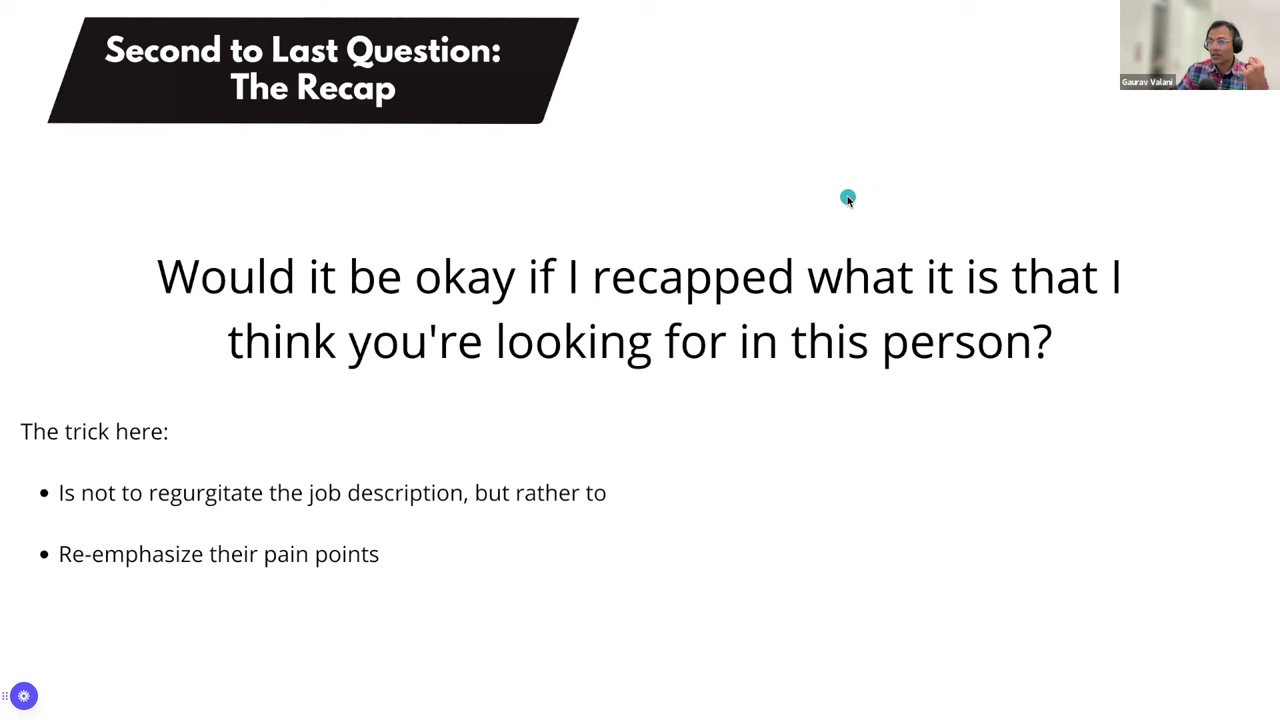 Second to Last Question:
The Recap
Gaurav Valani
Would it be okay if I recapped what it is that I
think you're looking for in this person?
The trick here:
Is not to regurgitate the job description, but rather to
Re-emphasize their pain points